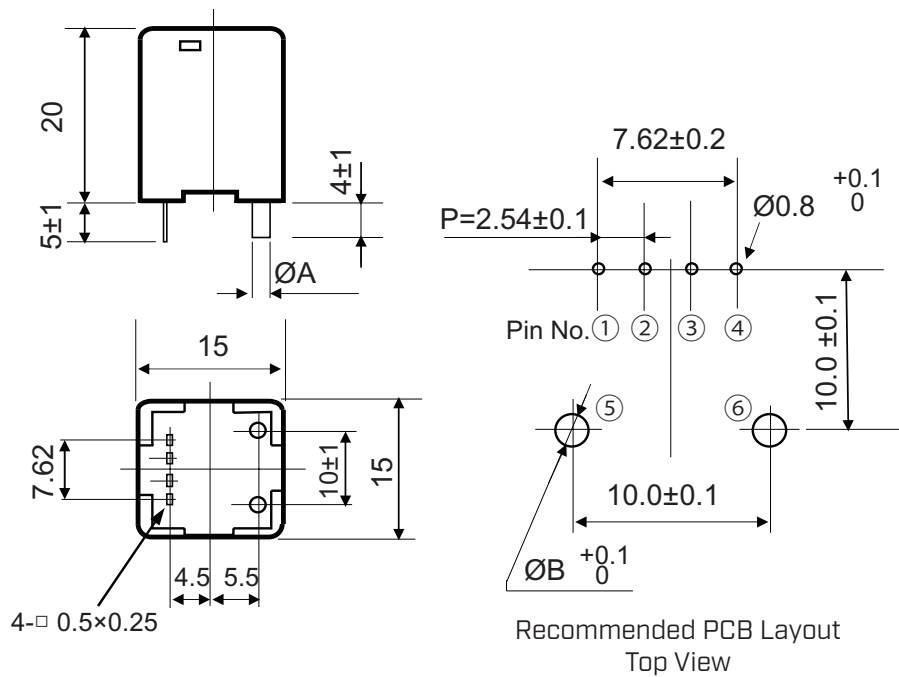 20
5±1
4±1
ØA
15
7.62
10±1
15
4.5
5.5
4-□ 0.5×0.25
7.62±0.2
+0.1
P=2.54±0.1
Ø0.8
0
Pin No. ① ② ③ ④
10.0 ±0.1
⑤ ⑥
10.0±0.1
ØB +0.1
0
Recommended PCB Layout
Top View